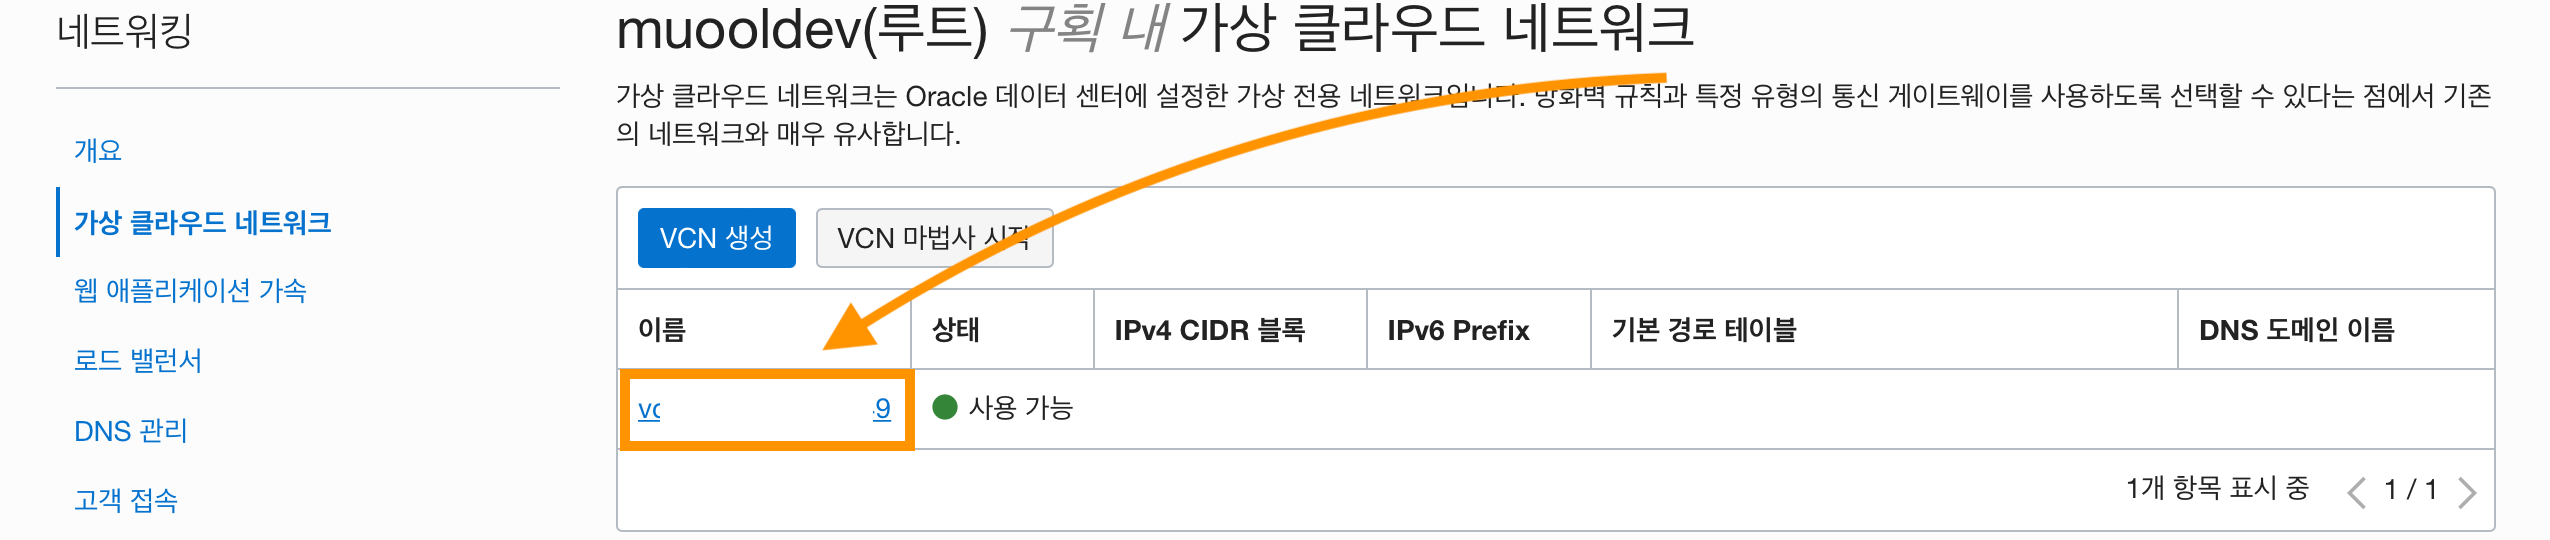 네트워킹
개요
가상 클라우드 네트워크
웹 애플리케이션 가속
로드 밸런서
DNS 관리
고객 접속
muooldev(루트) 구획 내 가상 클라우드 네트워크
가상 클라우드 네트워크는 Oracle 데이터 센터에 설정한 가상 전용 네트워크입니다. 방화벽 규칙과 특정 유형의 통신 게이트웨이를 사용하도록 선택할 수 있다는 점에서 기존
의 네트워크와 매우 유사합니다.
VCN 생성 VCN 마법사 시작
이름 상태 IPv4 CIDR 블록 IPv6 Prefix 기본 경로 테이블 DNS 도메인 이름
사용 가능
1개 항목 표시 중 1 / 1